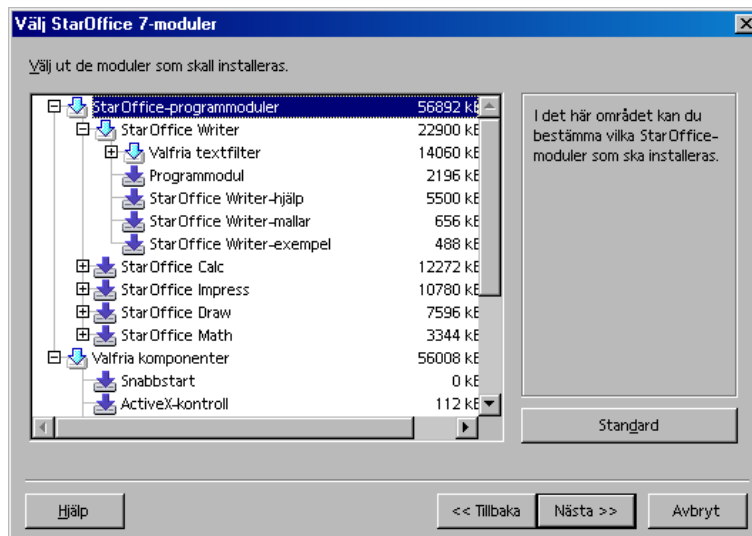 Välj StarOffice 7-moduler
Välj ut de moduler som skall installeras.
StarOffice-programmoduler 56892 kB
StarOffice Writer 22900 kB
Valfria textfilter 14060 kB
Programmodul 2196 kB
StarOffice Writer-hjälp 5500 kB
StarOffice Writer-mallar 656 kB
StarOffice Writer-exempel 488 kB
StarOffice Calc 12272 kB
StarOffice Impress 10780 kB
StarOffice Draw 7596 kB
StarOffice Math 3344 kB
Valfria komponenter 56008 kB
Snabbstart 0 kB
ActiveX-kontroll 112 kB
I det här området kan du
bestämma vilka StarOffice-
moduler som ska installeras.
Standard
Hjälp
<< Tillbaka
Nästa >>
Avbryt